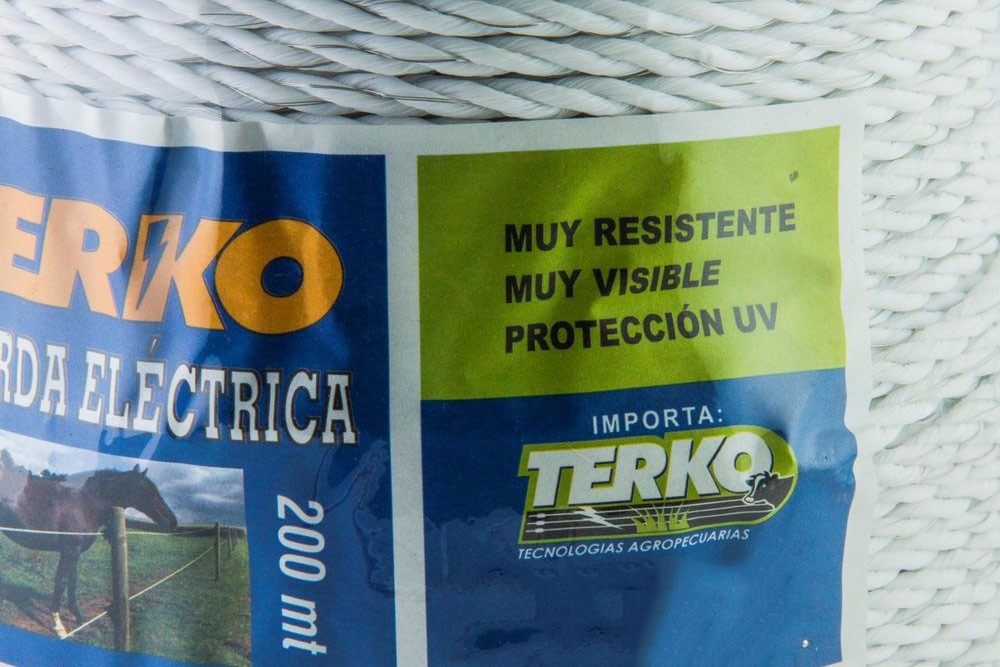 ERKO
RDA ELÉCTRICA
200 mt
MUY RESISTENTE
MUY VISIBLE
PROTECCIÓN UV
IMPORTA:
TERKO
TECNOLOGIAS AGROPECUARIAS